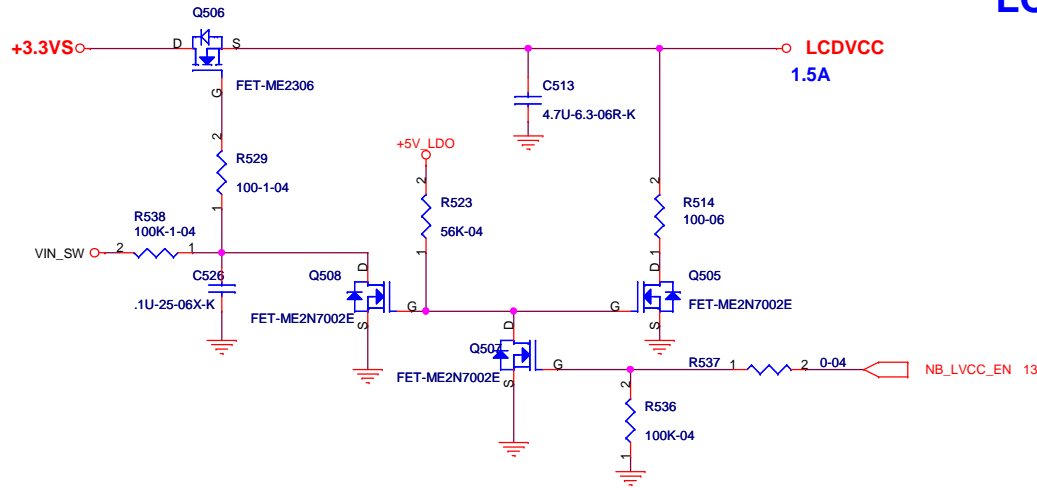 Q506
+3.3VS
D
S
LCDVCC
1.5A
G
FET-ME2306
C513
4.7U-6.3-06R-K
+5V_LDO
2
R529
100-1-04
1
2
R523
56K-04
1
2
R514
100-06
1
R538
100K-1-04
VIN_SW
2
1
C526
.1U-25-06X-K
Q508
D
G
S
FET-ME2N7002E
D
G
S
Q505
FET-ME2N7002E
Q507
D
G
S
FET-ME2N7002E
R537
1
2
0-04
NB_LVCC_EN 13
2
R536
100K-04
1